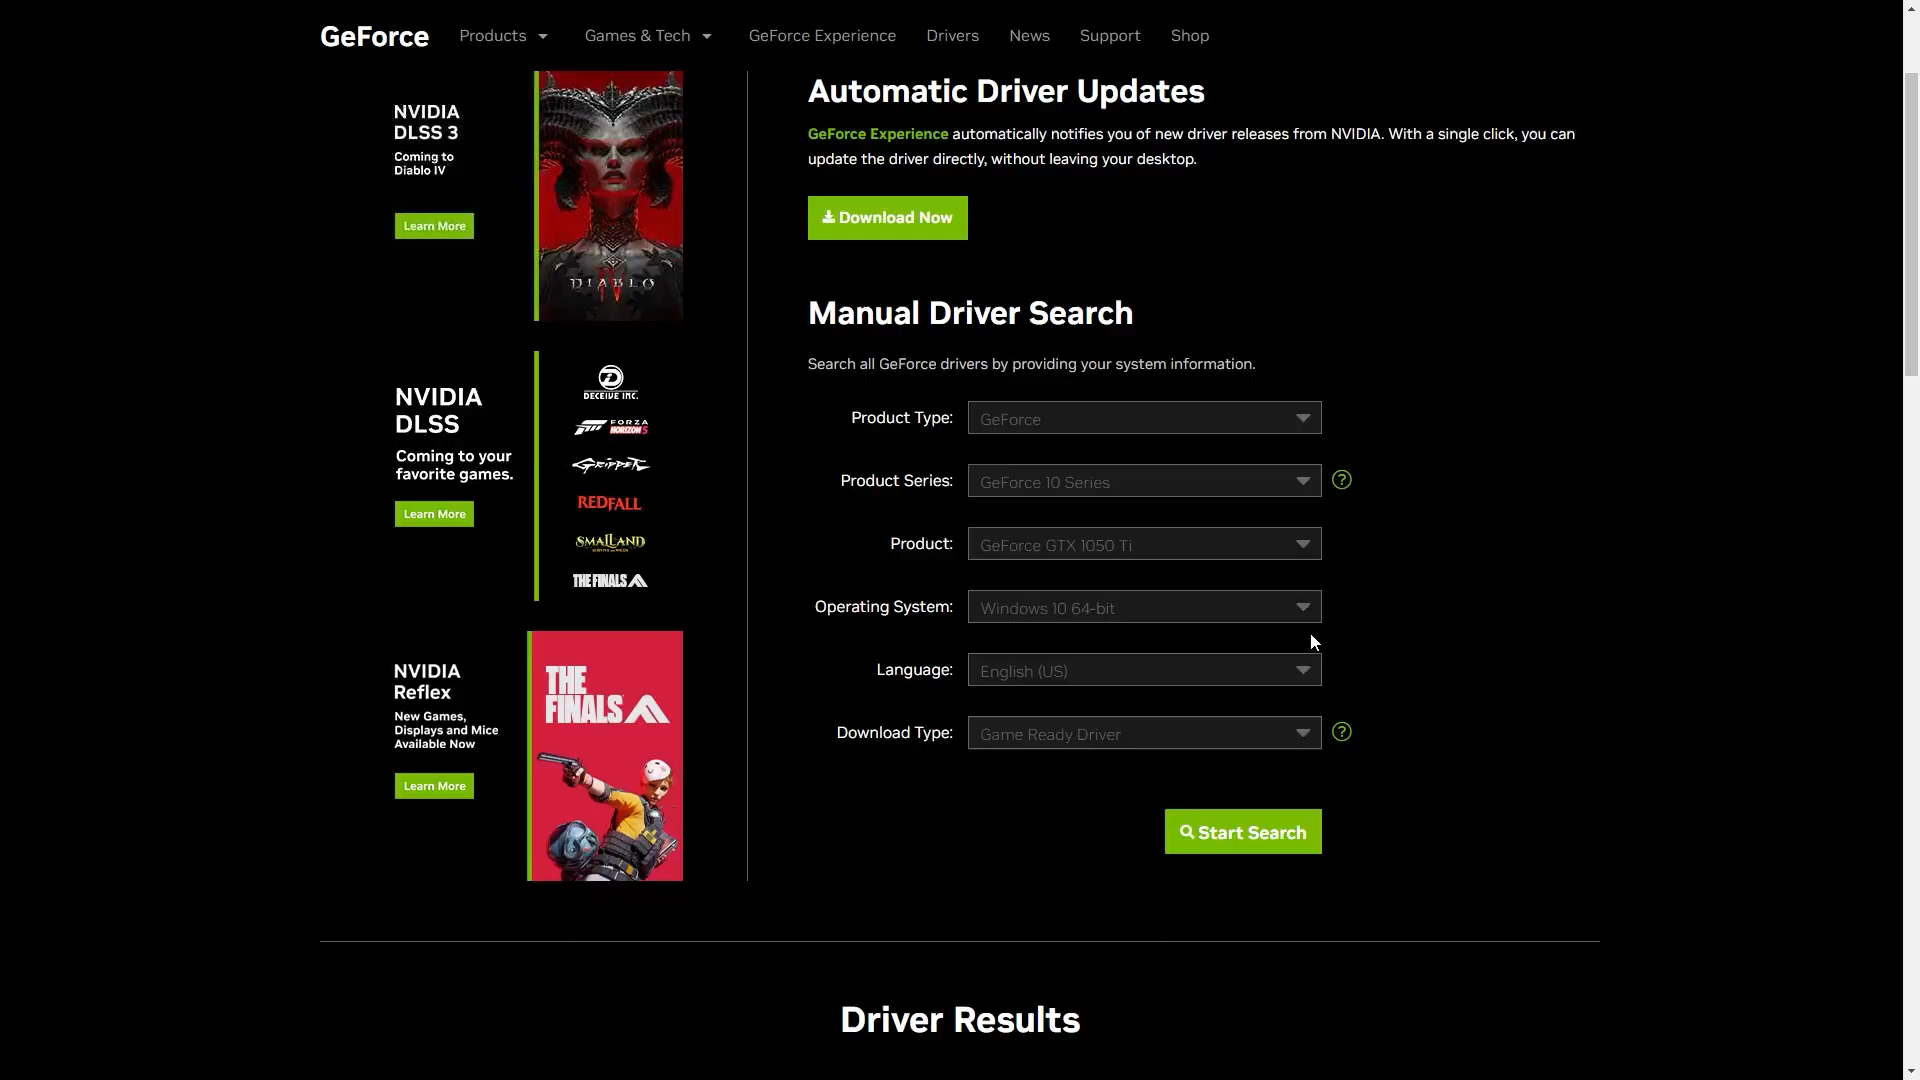 GeForce
Products
Games & Tech
GeForce Experience
Drivers
News
Support
Shop
NVIDIA
DLSS 3
Coming to
Diablo IV
Learn More
DIABLO
IV
NVIDIA
DLSS
Coming to your
favorite games.
Learn More
DECEIVE INC.
FORZA
HORIZON 5
GRIPPER
REDFALL
SMALLAND
THE FINALS
NVIDIA
Reflex
New Games,
Displays and Mice
Available Now
Learn More
THE
FINALS
Automatic Driver Updates
GeForce Experience automatically notifies you of new driver releases from NVIDIA. With a single click, you can
update the driver directly, without leaving your desktop.
Download Now
Manual Driver Search
Search all GeForce drivers by providing your system information.
Product Type: GeForce
Product Series: GeForce 10 Series ?
Product: GeForce GTX 1050 Ti
Operating System: Windows 10 64-bit
Language: English (US)
Download Type: Game Ready Driver ?
Start Search
Driver Results